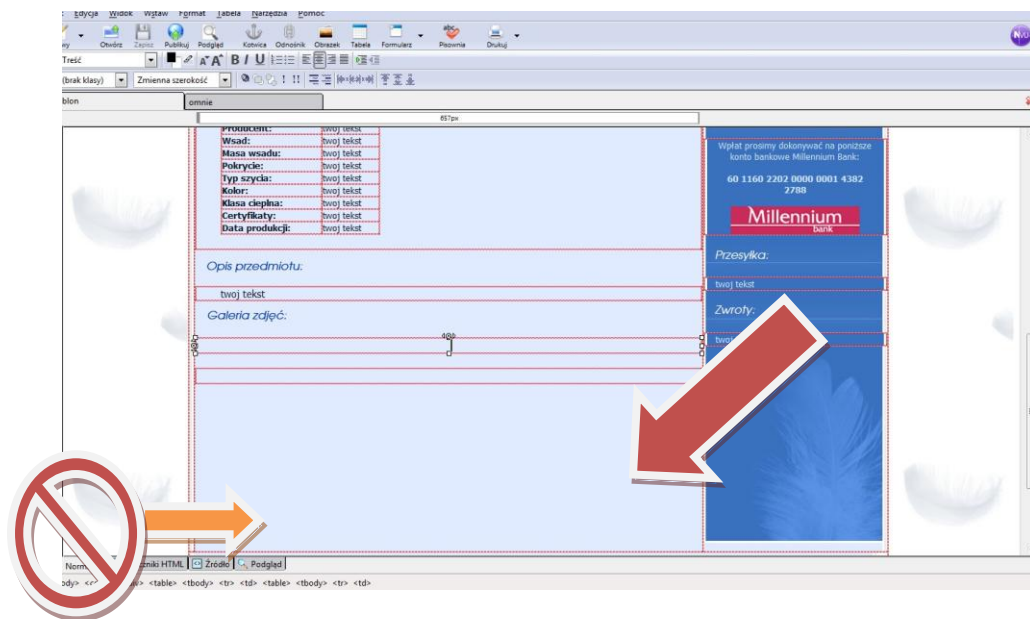 Edycja Widok Wstaw Format Tabela Narzędzia Pomoc
Otwórz Zapisz Publikuj Podgląd Kotwica Odnośnik Obrazek Tabela Formularz Pisownia Drukuj
NVU
Treść
B I U
(brak klasy) Zmienna szerokość
omnie
657px
Producent: twoj tekst
Wsad: twoj tekst
Masa wsadu: twoj tekst
Pokrycie: twoj tekst
Typ szycia: twoj tekst
Kolor: twoj tekst
Klasa cieplna: twoj tekst
Certyfikaty: twoj tekst
Data produkcji: twoj tekst
Opis przedmiotu:
twoj tekst
Galeria zdjęć:
Wpłat prosimy dokonywać na poniższe
konto bankowe Millennium Bank:
60 1160 2202 0000 0001 4382
2788
Millennium
bank
Przesyłka:
twoj tekst
Zwroty:
HTML Źródło Podgląd
<table> <tbody> <tr> <td> <table> <tbody> <tr> <td>